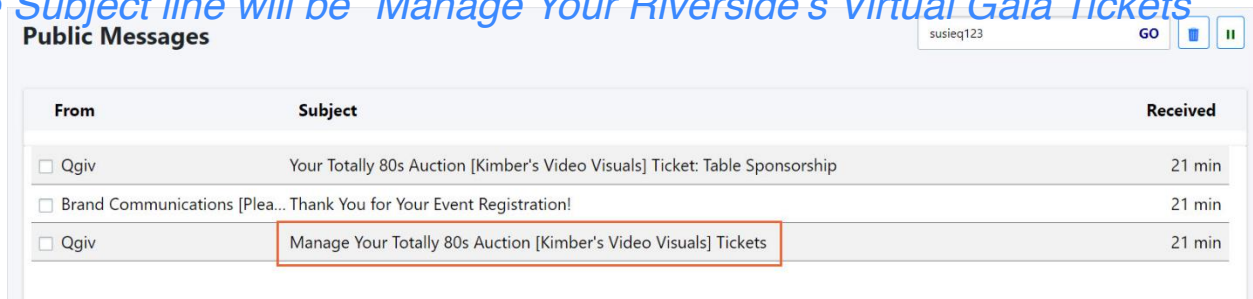 Subject line will be "Manage Your Riverside's Virtual Gala Tickets"
Public Messages
susieq123 GO
From Subject Received
Qgiv Your Totally 80s Auction [Kimber's Video Visuals] Ticket: Table Sponsorship 21 min
Brand Communications [Plea... Thank You for Your Event Registration! 21 min
Qgiv Manage Your Totally 80s Auction [Kimber's Video Visuals] Tickets 21 min